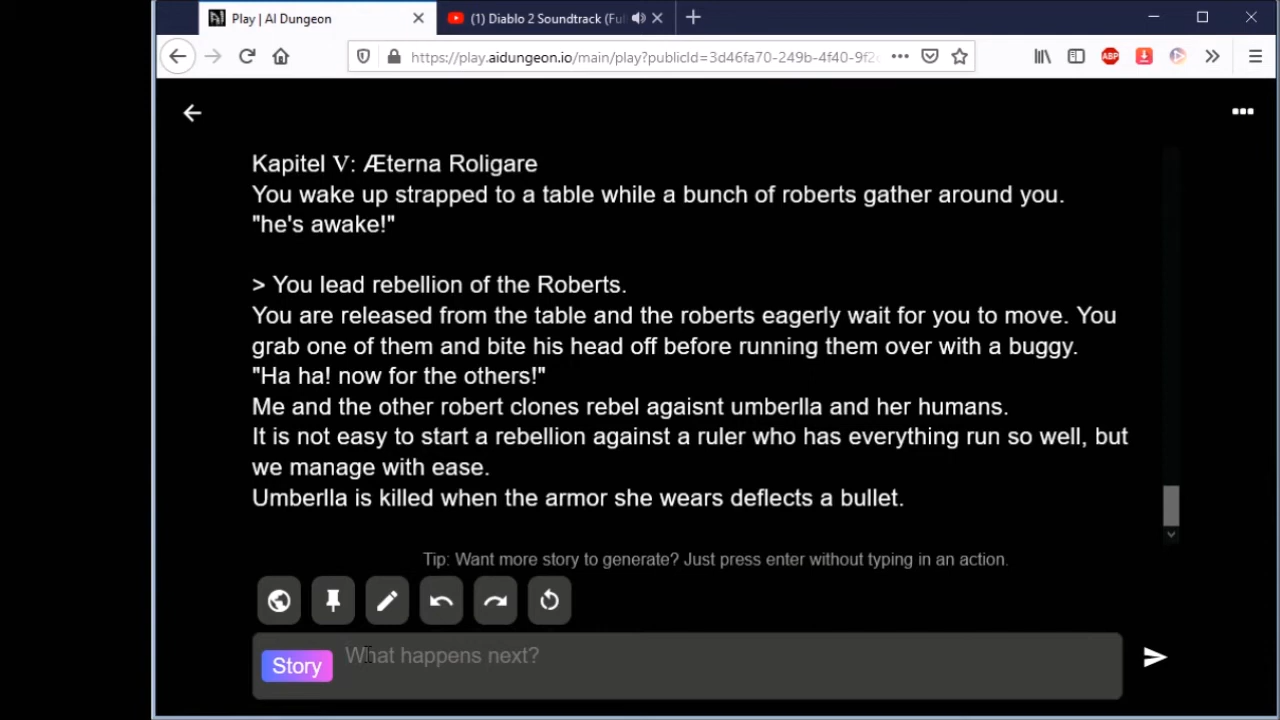 Play | AI Dungeon
(1) Diablo 2 Soundtrack (Ful
https://play.aidungeon.io/main/play?publicId=3d46fa70-249b-4f40-9f2c
ABP
Kapitel V: Æterna Roligare
You wake up strapped to a table while a bunch of roberts gather around you.
"he's awake!"
> You lead rebellion of the Roberts.
You are released from the table and the roberts eagerly wait for you to move. You
grab one of them and bite his head off before running them over with a buggy.
"Ha ha! now for the others!"
Me and the other robert clones rebel agaisnt umberlla and her humans.
It is not easy to start a rebellion against a ruler who has everything run so well, but
we manage with ease.
Umberlla is killed when the armor she wears deflects a bullet.
Tip: Want more story to generate? Just press enter without typing in an action.
Story
What happens next?